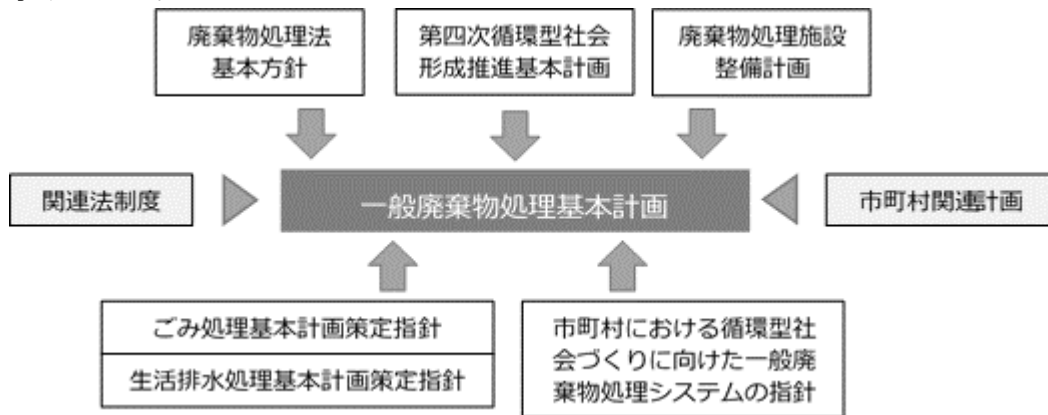 廃棄物処理法
基本方針
第四次循環型社会
形成推進基本計画
廃棄物処理施設
整備計画
関連法制度
一般廃棄物処理基本計画
市町村関連計画
ごみ処理基本計画策定指針
生活排水処理基本計画策定指針
市町村における循環型社
会づくりに向けた一般廃
棄物処理システムの指針